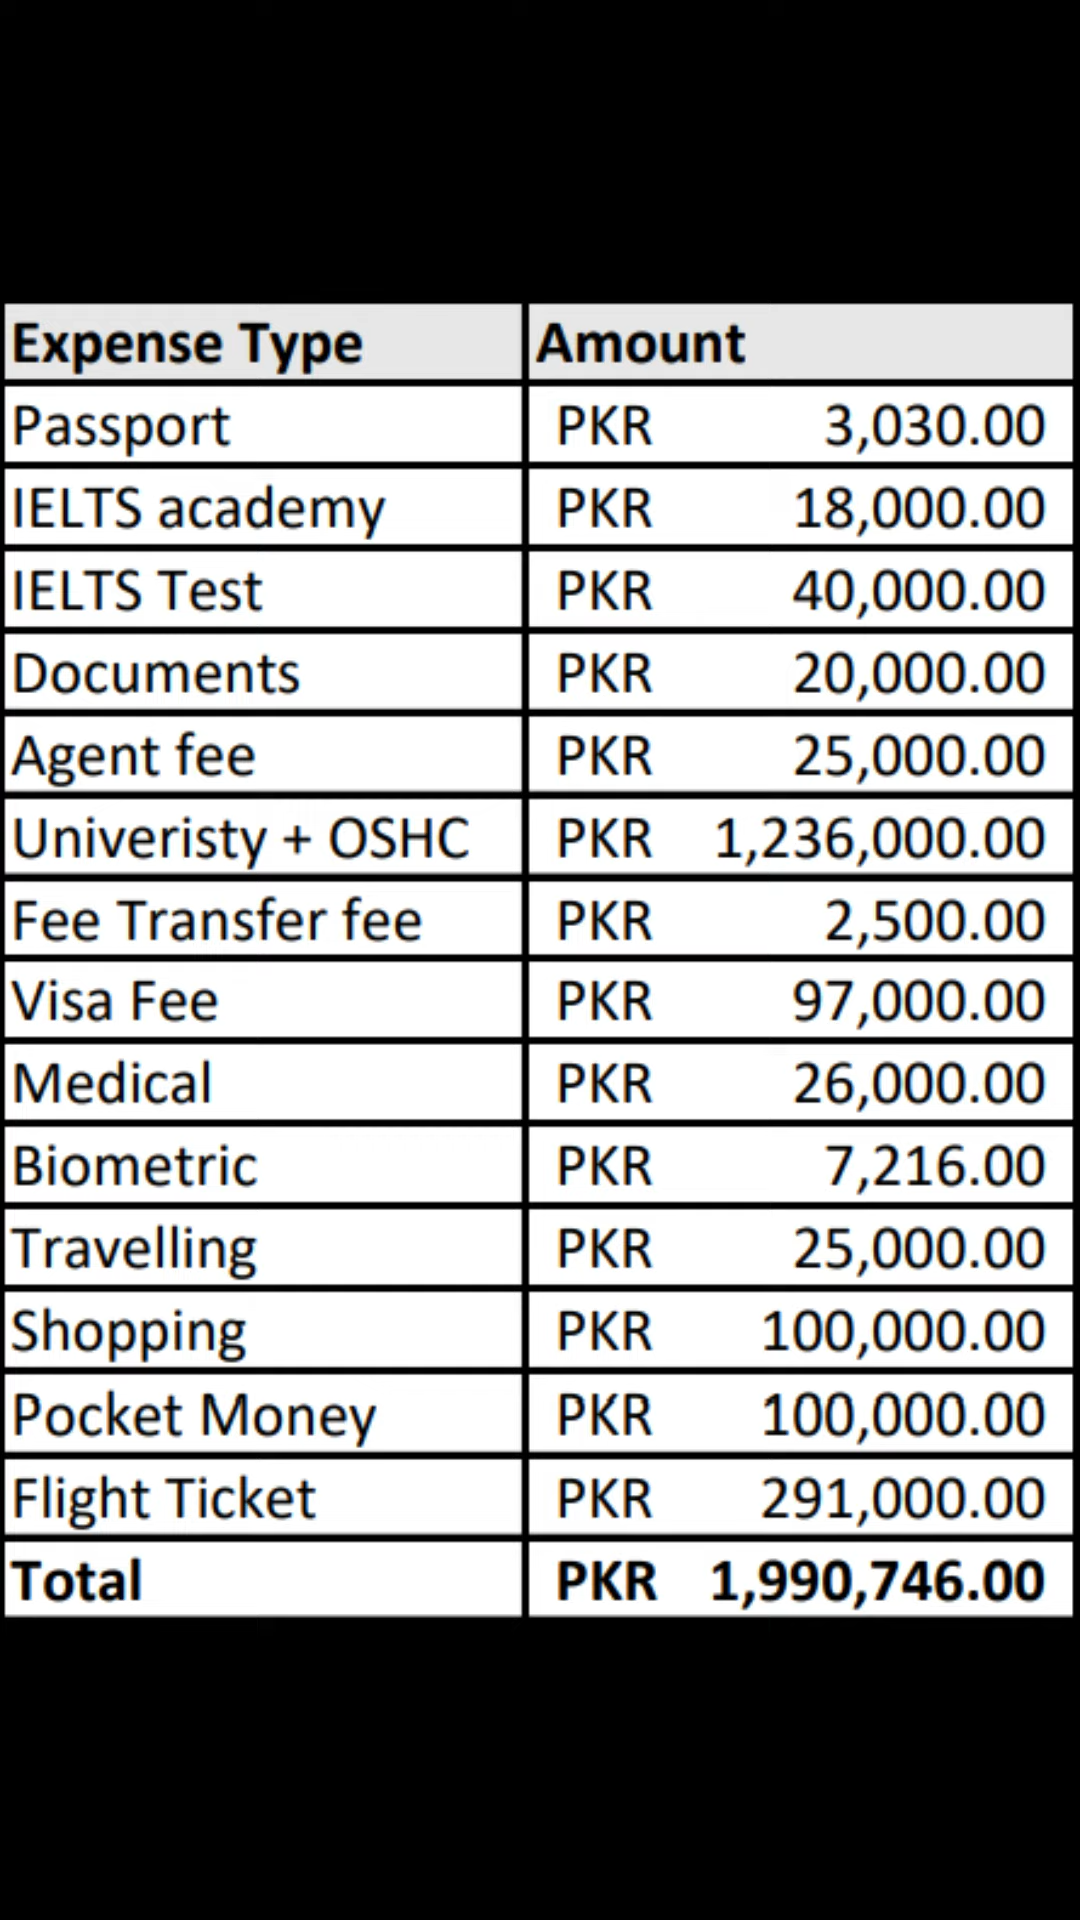 Expense Type Amount
Passport PKR 3,030.00
IELTS academy PKR 18,000.00
IELTS Test PKR 40,000.00
Documents PKR 20,000.00
Agent fee PKR 25,000.00
Univeristy + OSHC PKR 1,236,000.00
Fee Transfer fee PKR 2,500.00
Visa Fee PKR 97,000.00
Medical PKR 26,000.00
Biometric PKR 7,216.00
Travelling PKR 25,000.00
Shopping PKR 100,000.00
Pocket Money PKR 100,000.00
Flight Ticket PKR 291,000.00
Total PKR 1,990,746.00